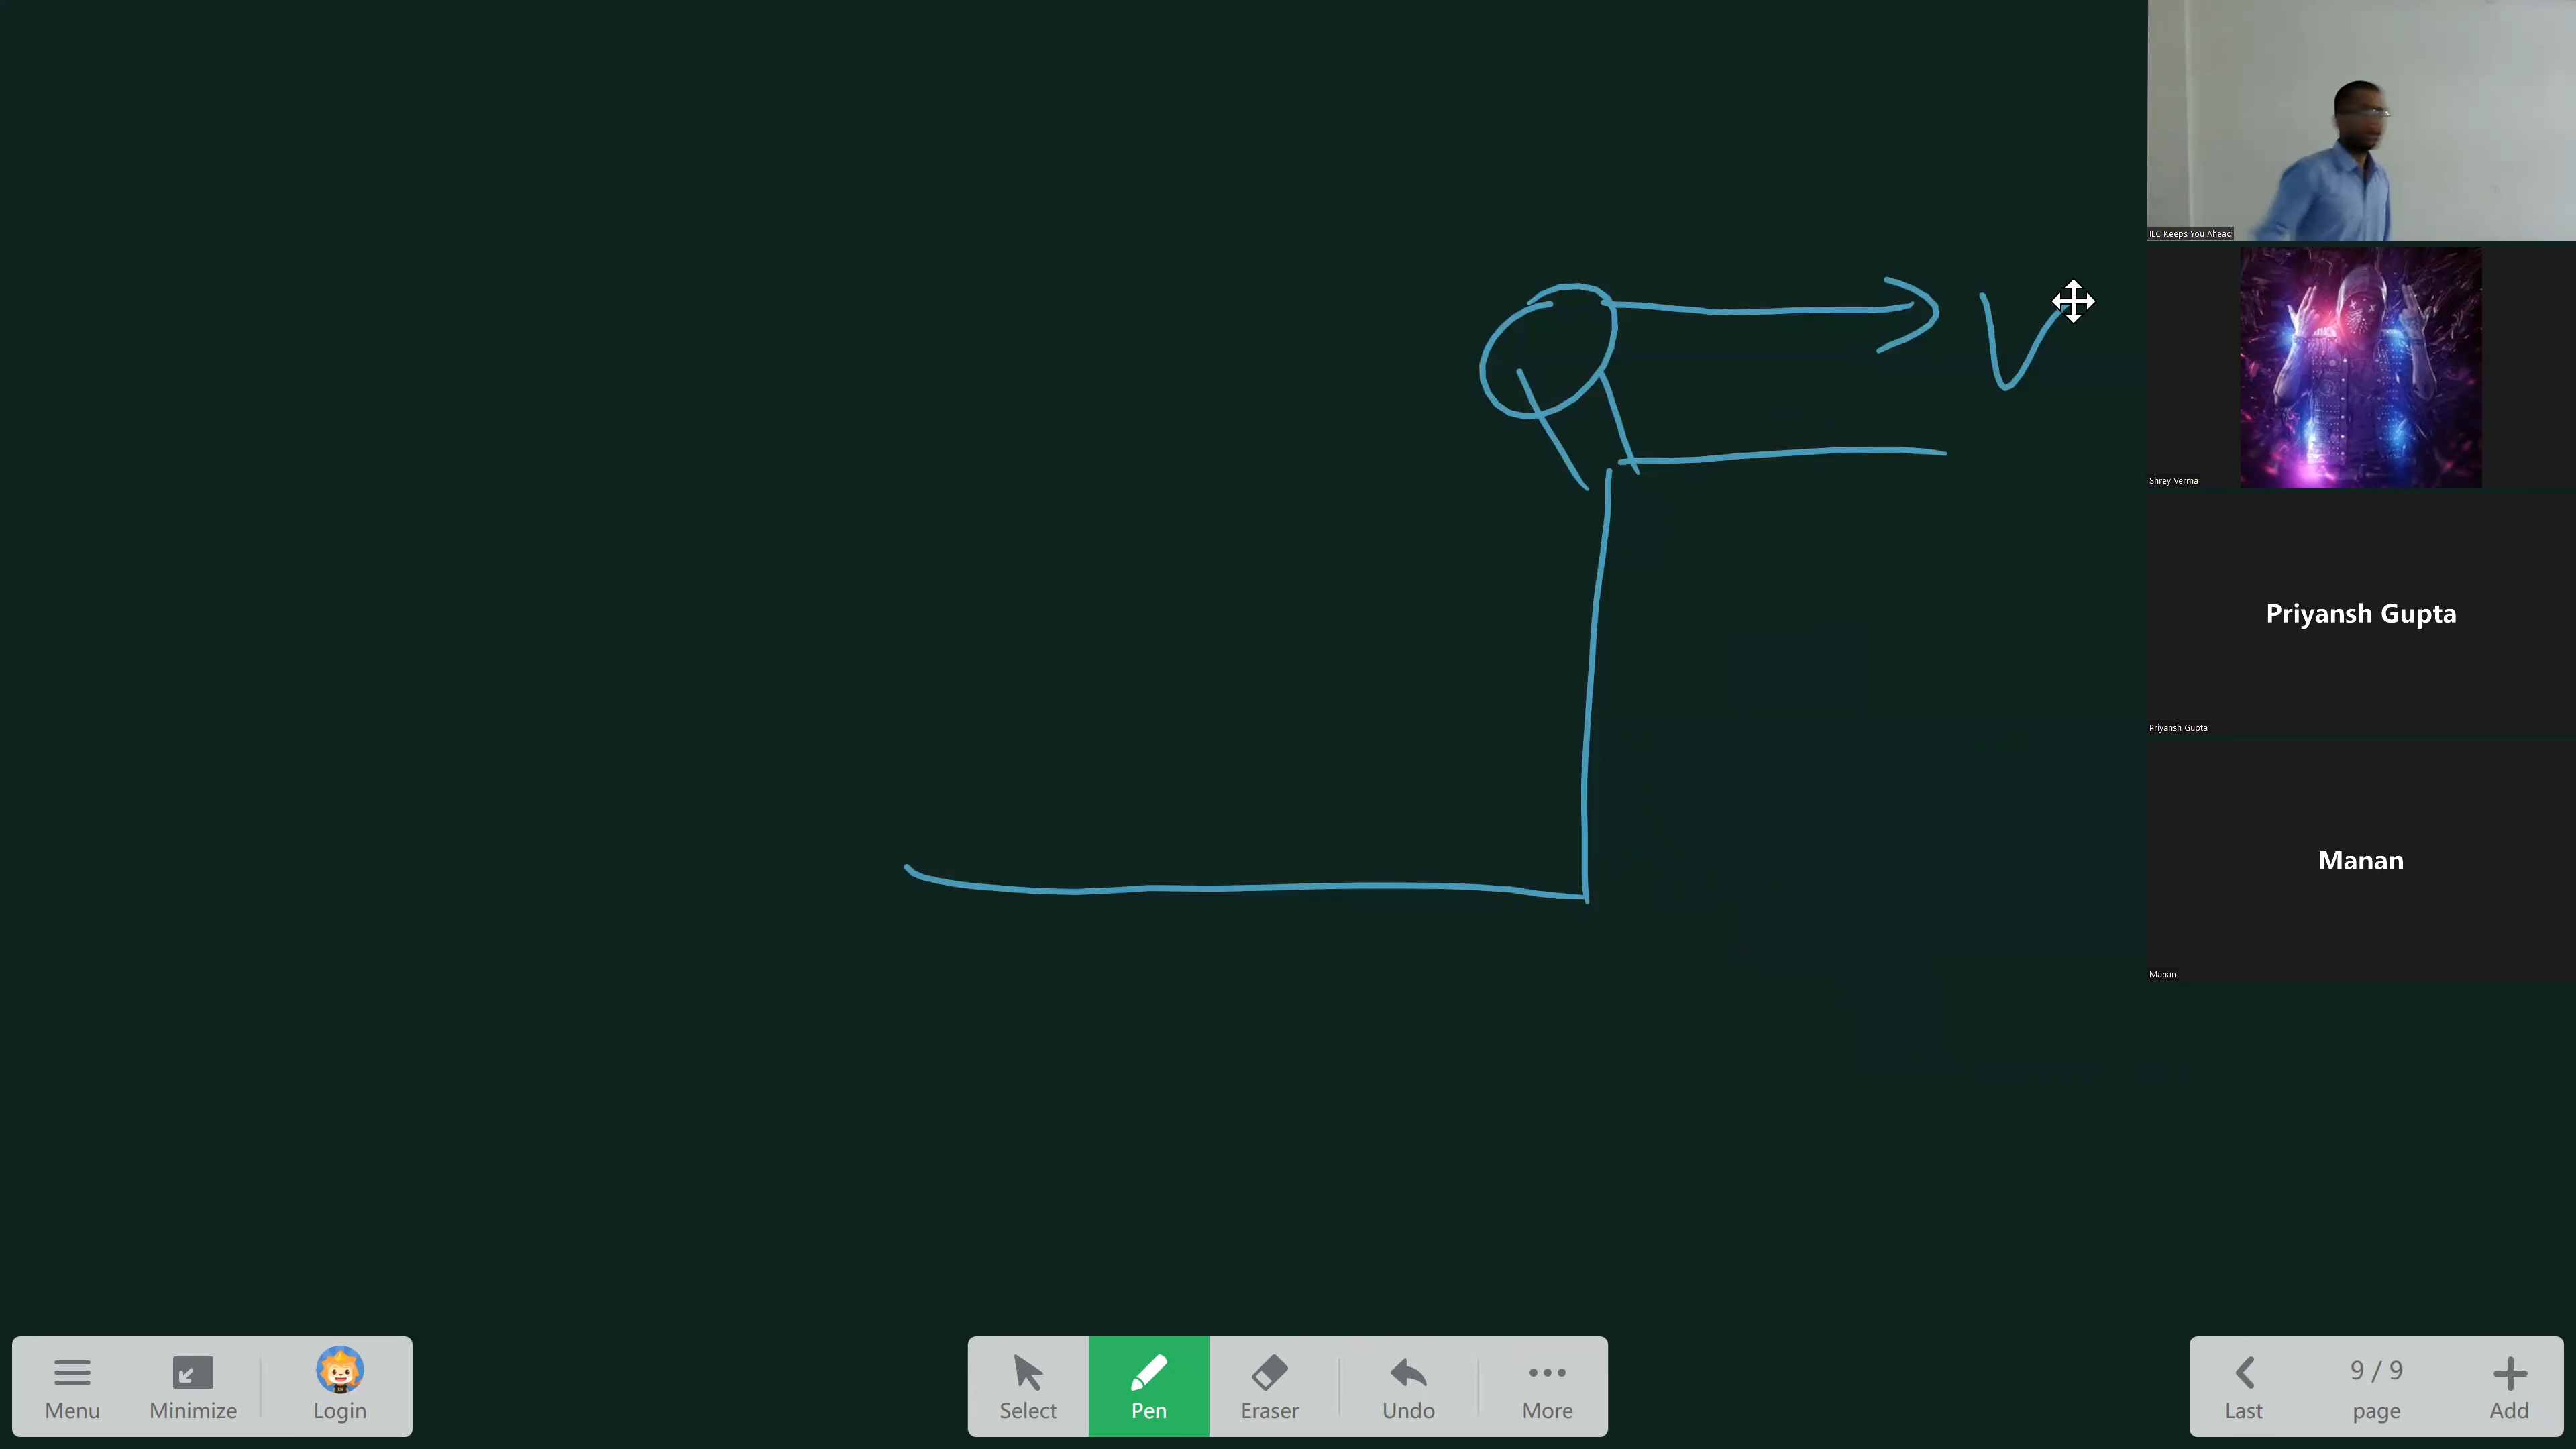 V
ILC Keeps You Ahead
Shrey Verma
Priyansh Gupta
Priyansh Gupta
Manan
Manan
Menu
Minimize
Login
Select
Pen
Eraser
Undo
More
Last
9 / 9
page
Add